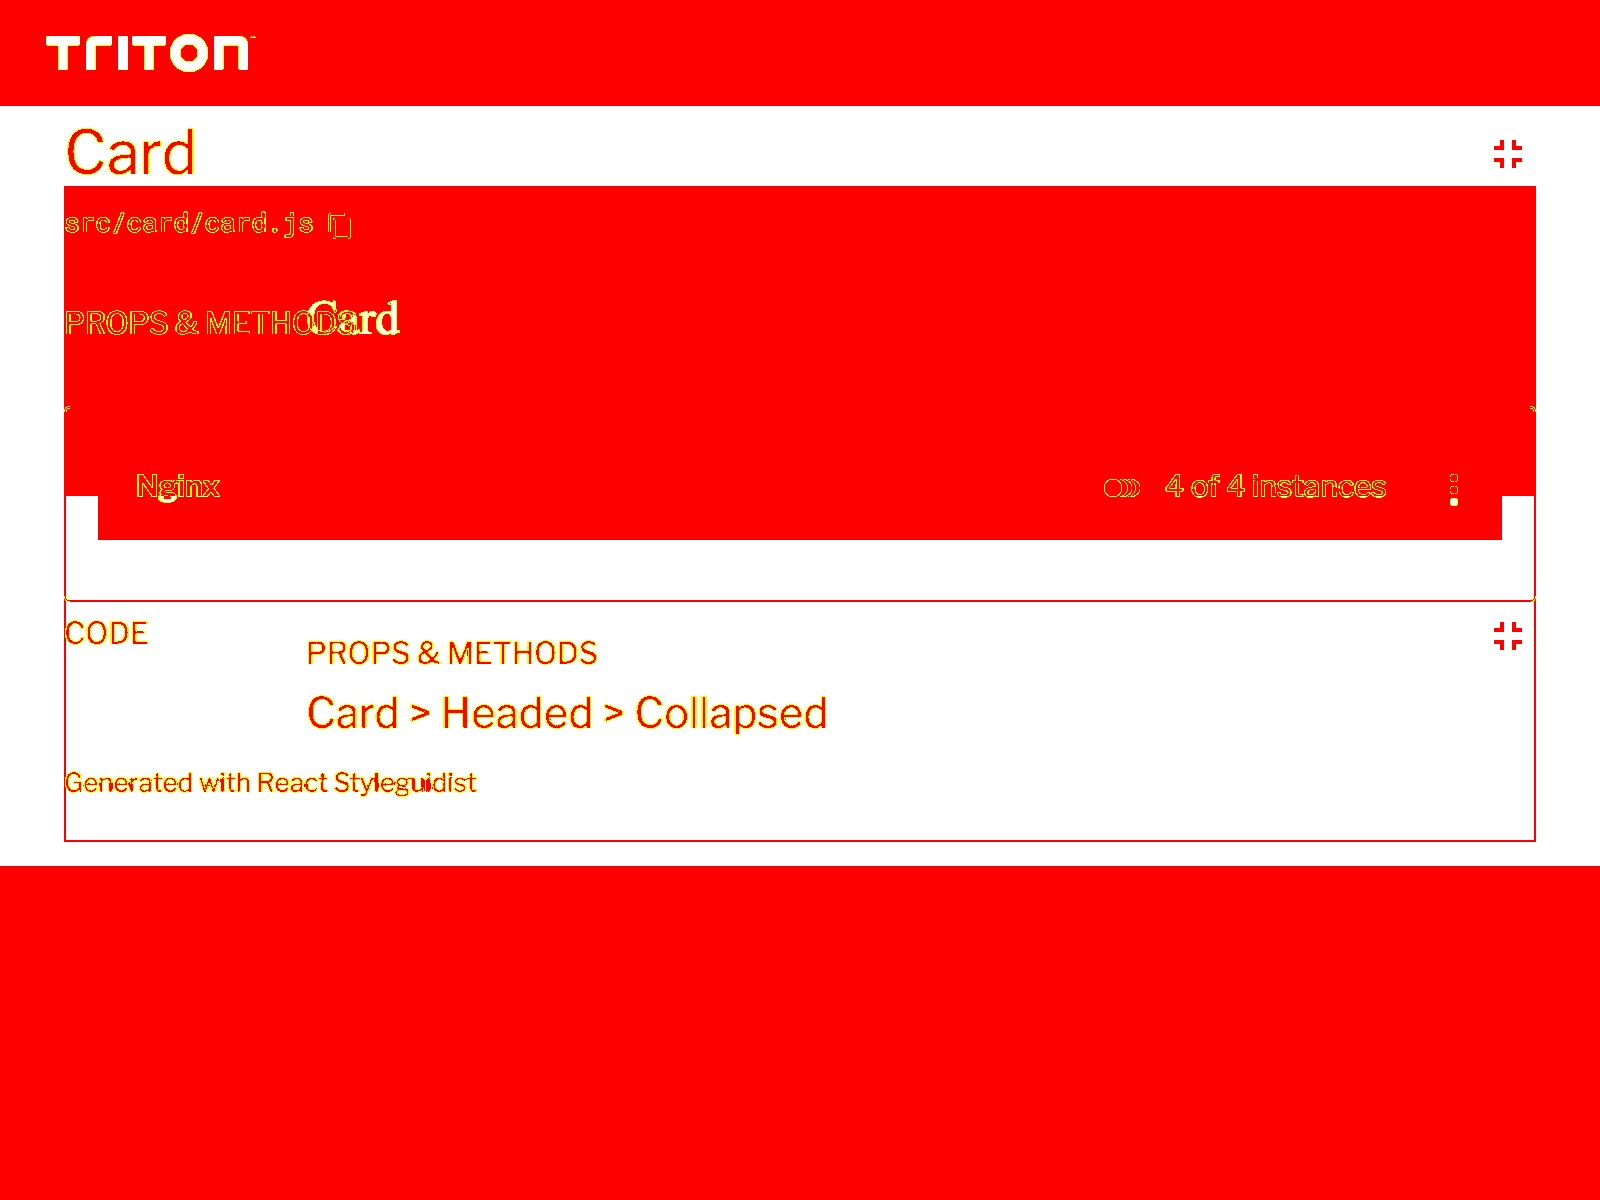 TRITON™
Card
src/card/card.js
PROPS & METHODS
Card
Nginx
4 of 4 instances
CODE
PROPS & METHODS
Card > Headed > Collapsed
Generated with React Styleguidist